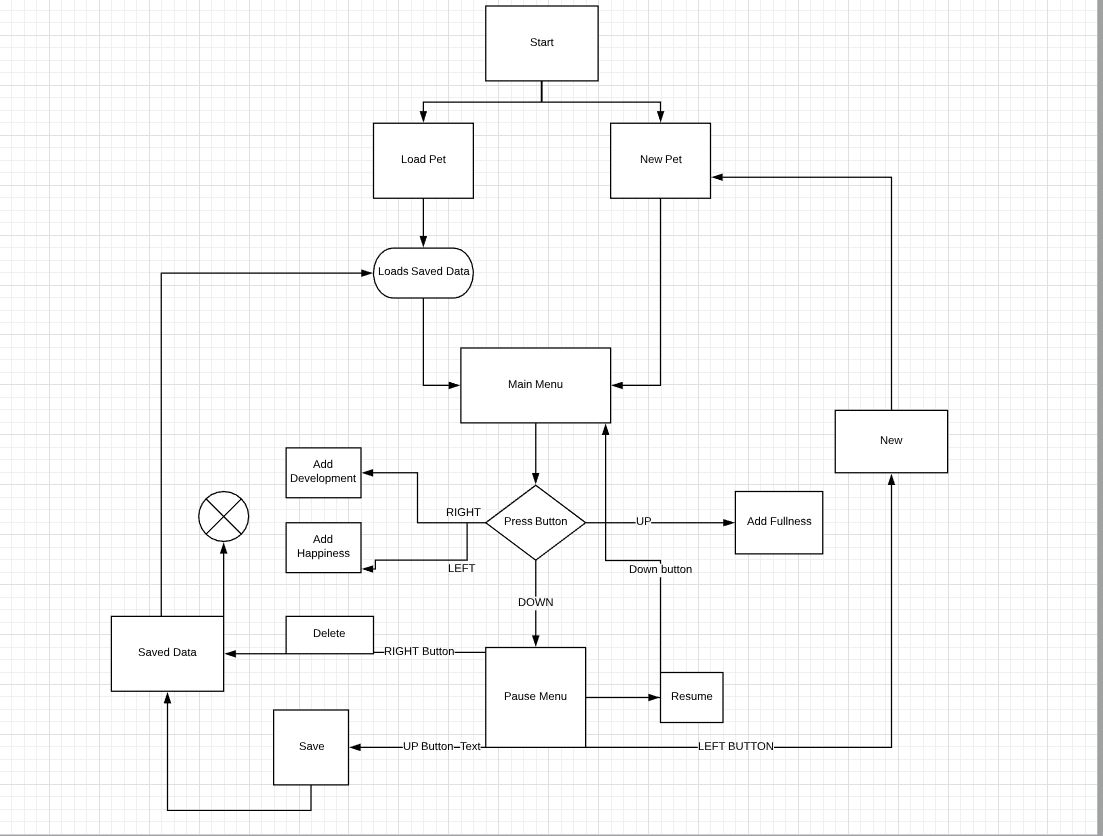 Start
Load Pet
New Pet
Loads Saved Data
Main Menu
New
Add
Development
RIGHT
Press Button
UP
Add Fullness
Add
Happiness
LEFT
Down button
DOWN
Delete
Saved Data
RIGHT Button
Pause Menu
Resume
Save
UP Button
Text
LEFT BUTTON